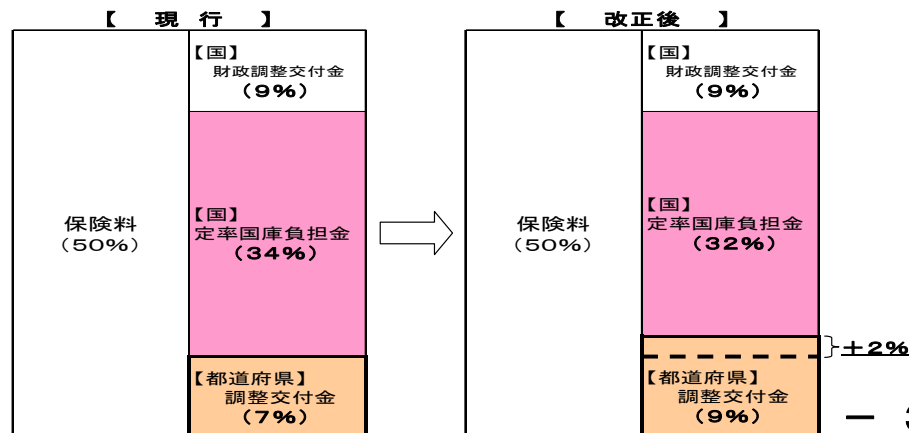 【 現 行 】
【国】
財政調整交付金
(9%)
保険料
(50%)
【国】
定率国庫負担金
(34%)
【都道府県】
調整交付金
(7%)
【 改正後 】
【国】
財政調整交付金
(9%)
保険料
(50%)
【国】
定率国庫負担金
(32%)
+2%
【都道府県】
調整交付金
(9%)